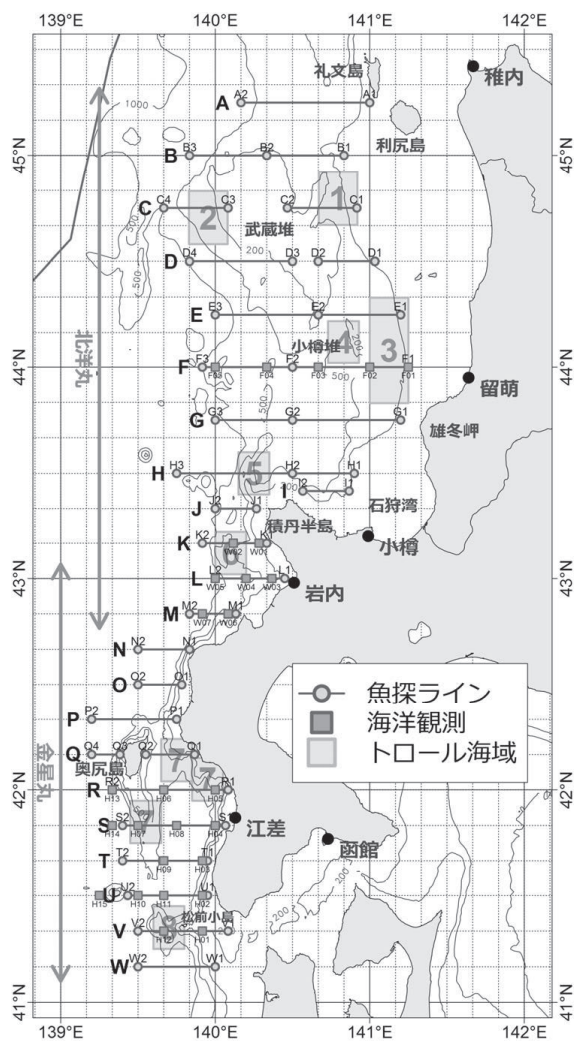 139°E 140°E 141°E 142°E
礼文島
稚内
1000
A A2 A1
利尻島
45°N 45°N
B B3 B2 B1
C C4 C3 C2 C1
1
2
武蔵堆
500
200
D D4 D3 D2 D1
E E3 E2 E1
北洋丸
小樽堆
4
3
200
44°N 44°N
F F3 F2 F1
F05 F04 F03 F02 F01
500
留萌
G G3 G2 G1
雄冬岬
500
H H3 H2 H1
5
I I2 I1
200
石狩湾
J J2 J1
積丹半島
小樽
K K2 K1
W02 W01
6
43°N 43°N
L L2 L1
W05 W04 W03
岩内
M M2 M1
W07 W06
N N2 N1
O O2 O1
魚探ライン
海洋観測
トロール海域
P P2 P1
金星丸
Q Q4 Q3 Q2 Q1
奥尻島
7
7
42°N 42°N
R R2 R1
H13 H06 H05
7
S S2 S1
H14 H07 H08 H04
江差
函館
T T2 T1
H09 H03
U U2 U1
H15 H10 H11 H02
松前小島
V V2 V1
H12 H01
200
W W2 W1
41°N 41°N
139°E 140°E 141°E 142°E